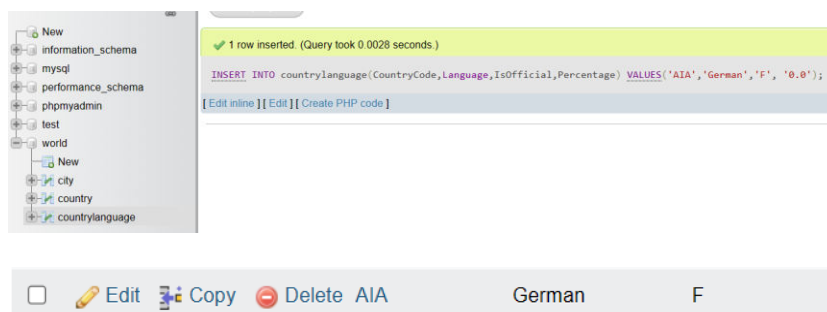 New
information_schema
mysql
performance_schema
phpmyadmin
test
world
New
city
country
countrylanguage
1 row inserted. (Query took 0.0028 seconds.)
INSERT INTO countrylanguage(CountryCode,Language,IsOfficial,Percentage) VALUES('AIA','German','F', '0.0');
[ Edit inline ] [ Edit ] [ Create PHP code ]
Edit Copy Delete AIA German F